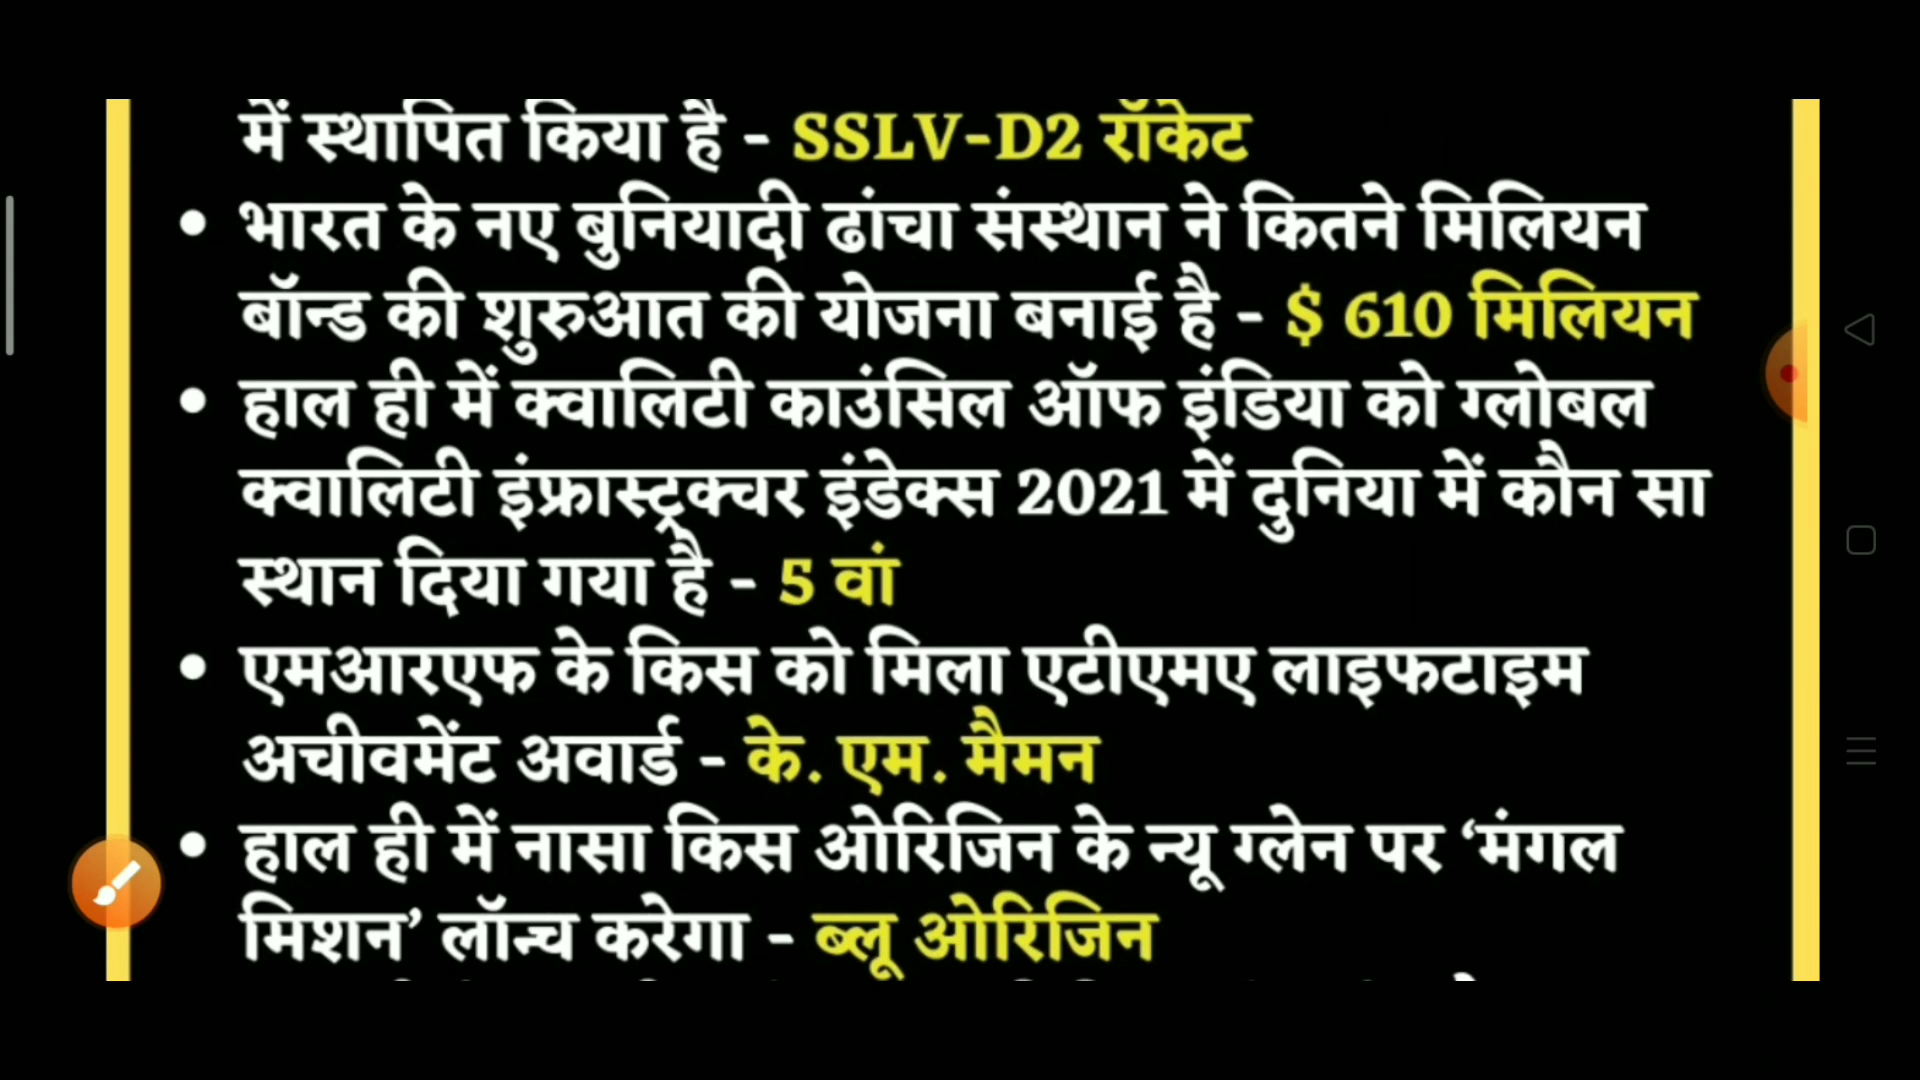 में स्थापित किया है - SSLV-D2 रॉकेट
• भारत के नए बुनियादी ढांचा संस्थान ने कितने मिलियन
बॉन्ड की शुरुआत की योजना बनाई है - $ 610 मिलियन
• हाल ही में क्वालिटी काउंसिल ऑफ इंडिया को ग्लोबल
क्वालिटी इंफ्रास्ट्रक्चर इंडेक्स 2021 में दुनिया में कौन सा
स्थान दिया गया है - 5 वां
• एमआरएफ के किस को मिला एटीएमए लाइफटाइम
अचीवमेंट अवार्ड - के. एम. मैमन
• हाल ही में नासा किस ओरिजिन के न्यू ग्लेन पर ‘मंगल
मिशन’ लॉन्च करेगा - ब्लू ओरिजिन